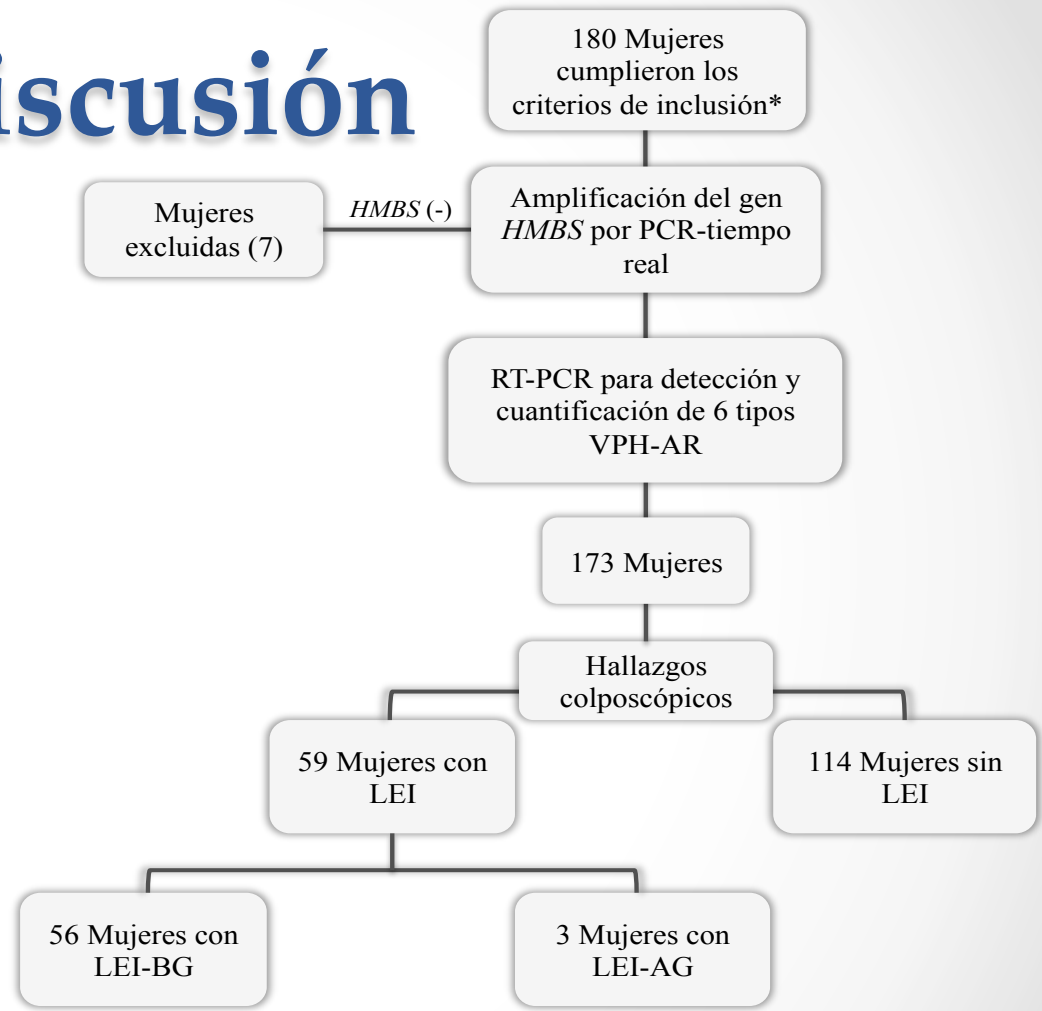 iscusión
180 Mujeres
cumplieron los
criterios de inclusión*
Mujeres
excluidas (7)
HMBS (-)
Amplificación del gen
HMBS por PCR-tiempo
real
RT-PCR para detección y
cuantificación de 6 tipos
VPH-AR
173 Mujeres
Hallazgos
colposcópicos
59 Mujeres con
LEI
114 Mujeres sin
LEI
56 Mujeres con
LEI-BG
3 Mujeres con
LEI-AG